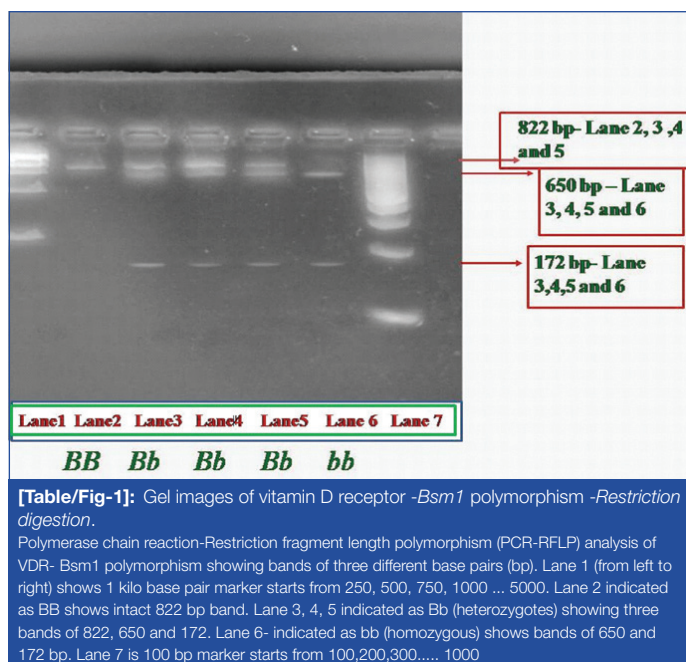 822 bp- Lane 2, 3 ,4
and 5
650 bp – Lane
3, 4, 5 and 6
172 bp- Lane
3,4,5 and 6
Lane1 Lane2 Lane3 Lane4 Lane5 Lane 6 Lane 7
BB Bb Bb Bb bb
[Table/Fig-1]: Gel images of vitamin D receptor -Bsm1 polymorphism -Restriction
digestion.
Polymerase chain reaction-Restriction fragment length polymorphism (PCR-RFLP) analysis of
VDR- Bsm1 polymorphism showing bands of three different base pairs (bp). Lane 1 (from left to
right) shows 1 kilo base pair marker starts from 250, 500, 750, 1000 ... 5000. Lane 2 indicated
as BB shows intact 822 bp band. Lane 3, 4, 5 indicated as Bb (heterozygotes) showing three
bands of 822, 650 and 172. Lane 6- indicated as bb (homozygous) shows bands of 650 and
172 bp. Lane 7 is 100 bp marker starts from 100,200,300..... 1000